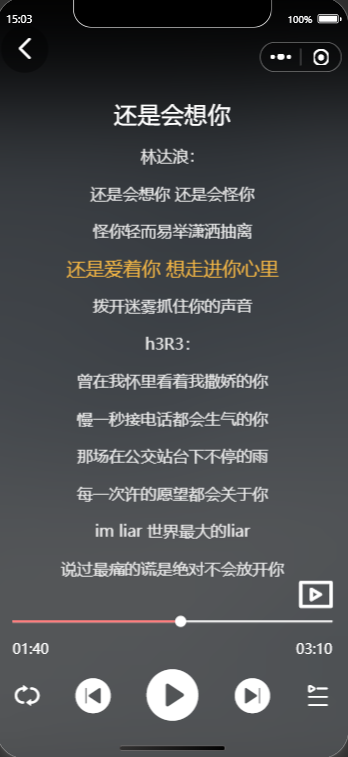 15:03
100%
还是会想你
林达浪：
还是会想你 还是会怪你
怪你轻而易举潇洒抽离
还是爱着你 想走进你心里
拨开迷雾抓住你的声音
h3R3：
曾在我怀里看着我撒娇的你
慢一秒接电话都会生气的你
那场在公交站台下不停的雨
每一次许的愿望都会关于你
im liar 世界最大的liar
说过最痛的谎是绝对不会放开你
01:40
03:10